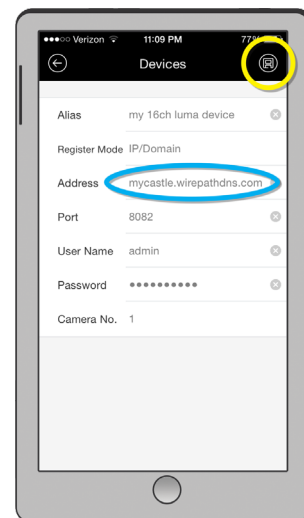 ●●●○○ Verizon 11:09 PM 77%
Devices
Alias my 16ch luma device
Register Mode IP/Domain
Address mycastle.wirepathdns.com
Port 8082
User Name admin
Password ●●●●●●●●●●
Camera No. 1